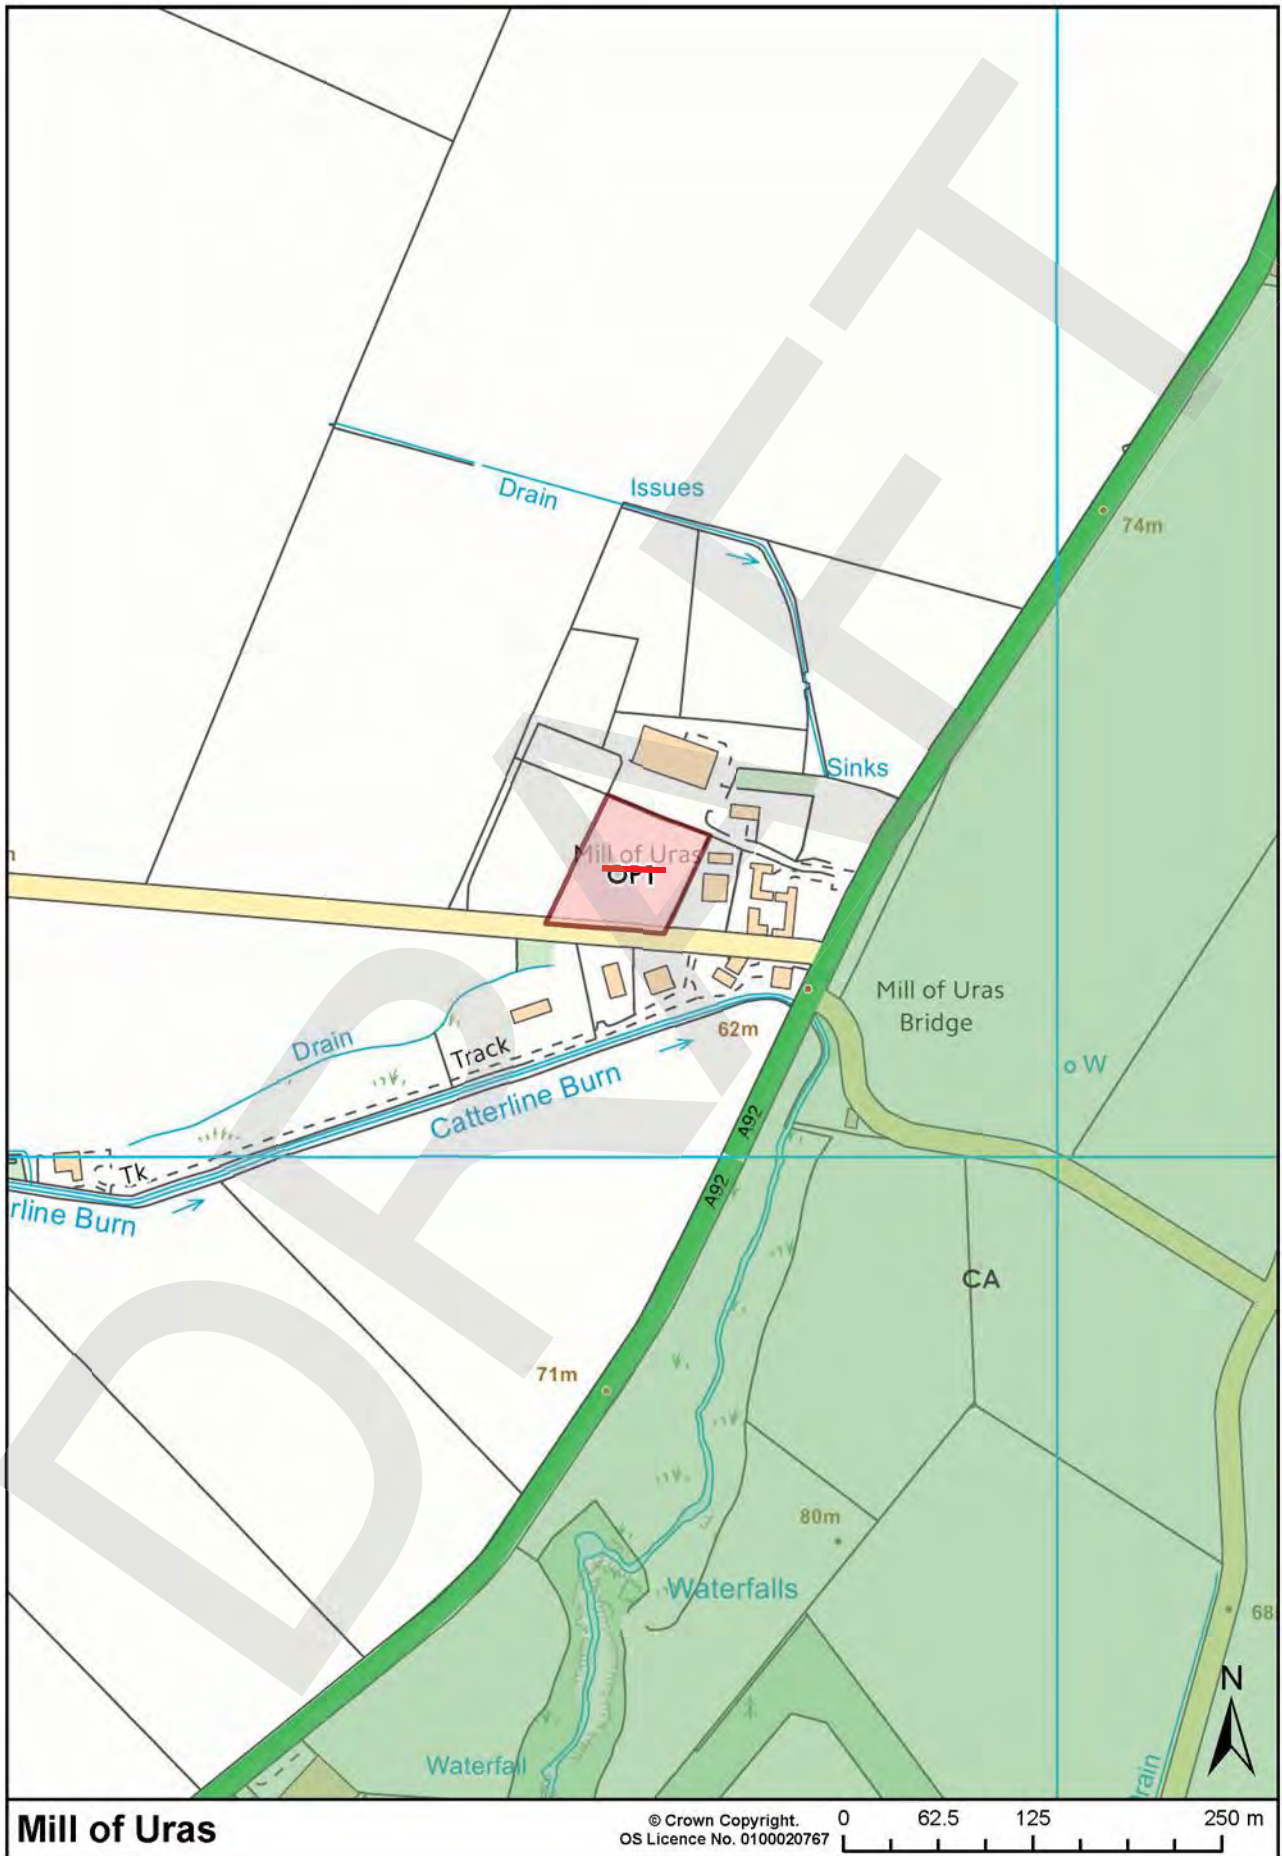 Drain
Issues
74m
Sinks
Mill of Uras
OP1
Mill of Uras
Bridge
W
62m
Drain
Track
Catterline Burn
A92
Tk
rline Burn
A92
CA
71m
80m
Waterfalls
68
N
Waterfall
rain
DRAFT
Mill of Uras
© Crown Copyright.
OS Licence No. 0100020767
0 62.5 125 250 m